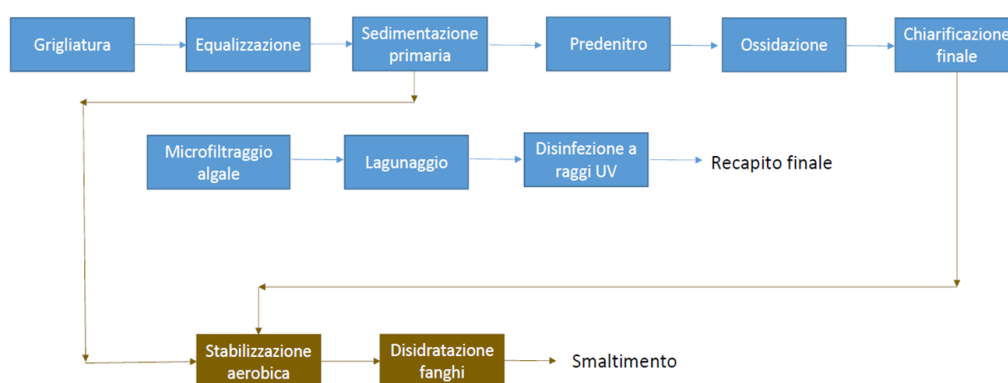 Grigliatura
Equalizzazione
Sedimentazione
primaria
Predenitro
Ossidazione
Chiarificazione
finale
Microfiltraggio
algale
Lagunaggio
Disinfezione a
raggi UV
Recapito finale
Stabilizzazione
aerobica
Disidratazione
fanghi
Smaltimento